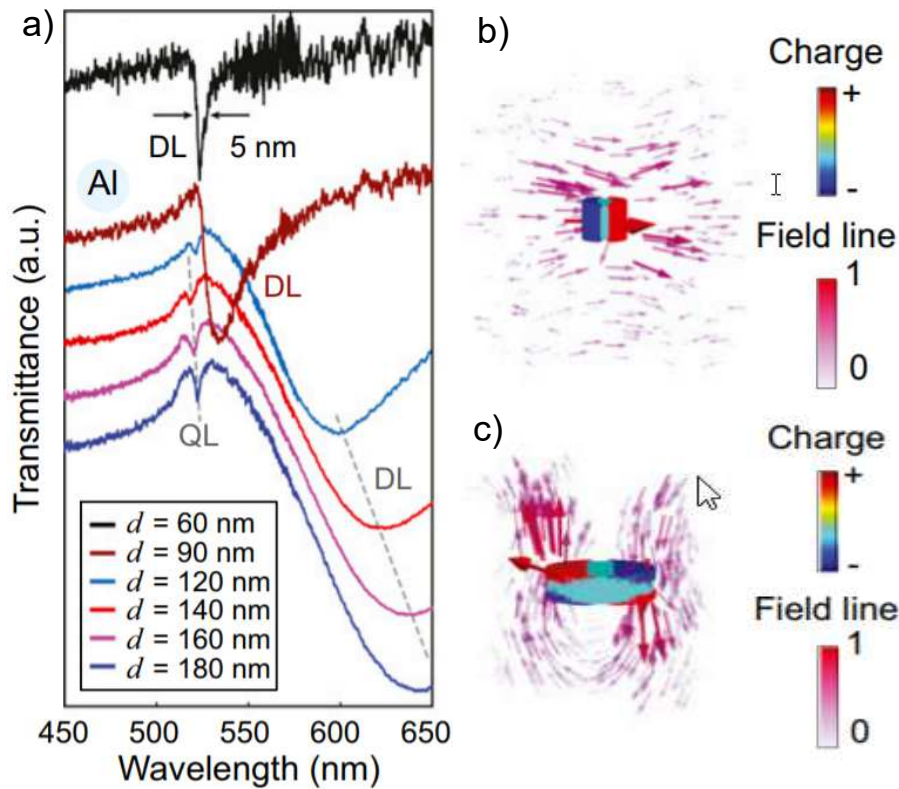 a)
DL
5 nm
Al
DL
QL
DL
d = 60 nm
d = 90 nm
d = 120 nm
d = 140 nm
d = 160 nm
d = 180 nm
Transmittance (a.u.)
450 500 550 600 650
Wavelength (nm)
b)
Charge
+
-
Field line
1
0
c)
Charge
+
-
Field line
1
0